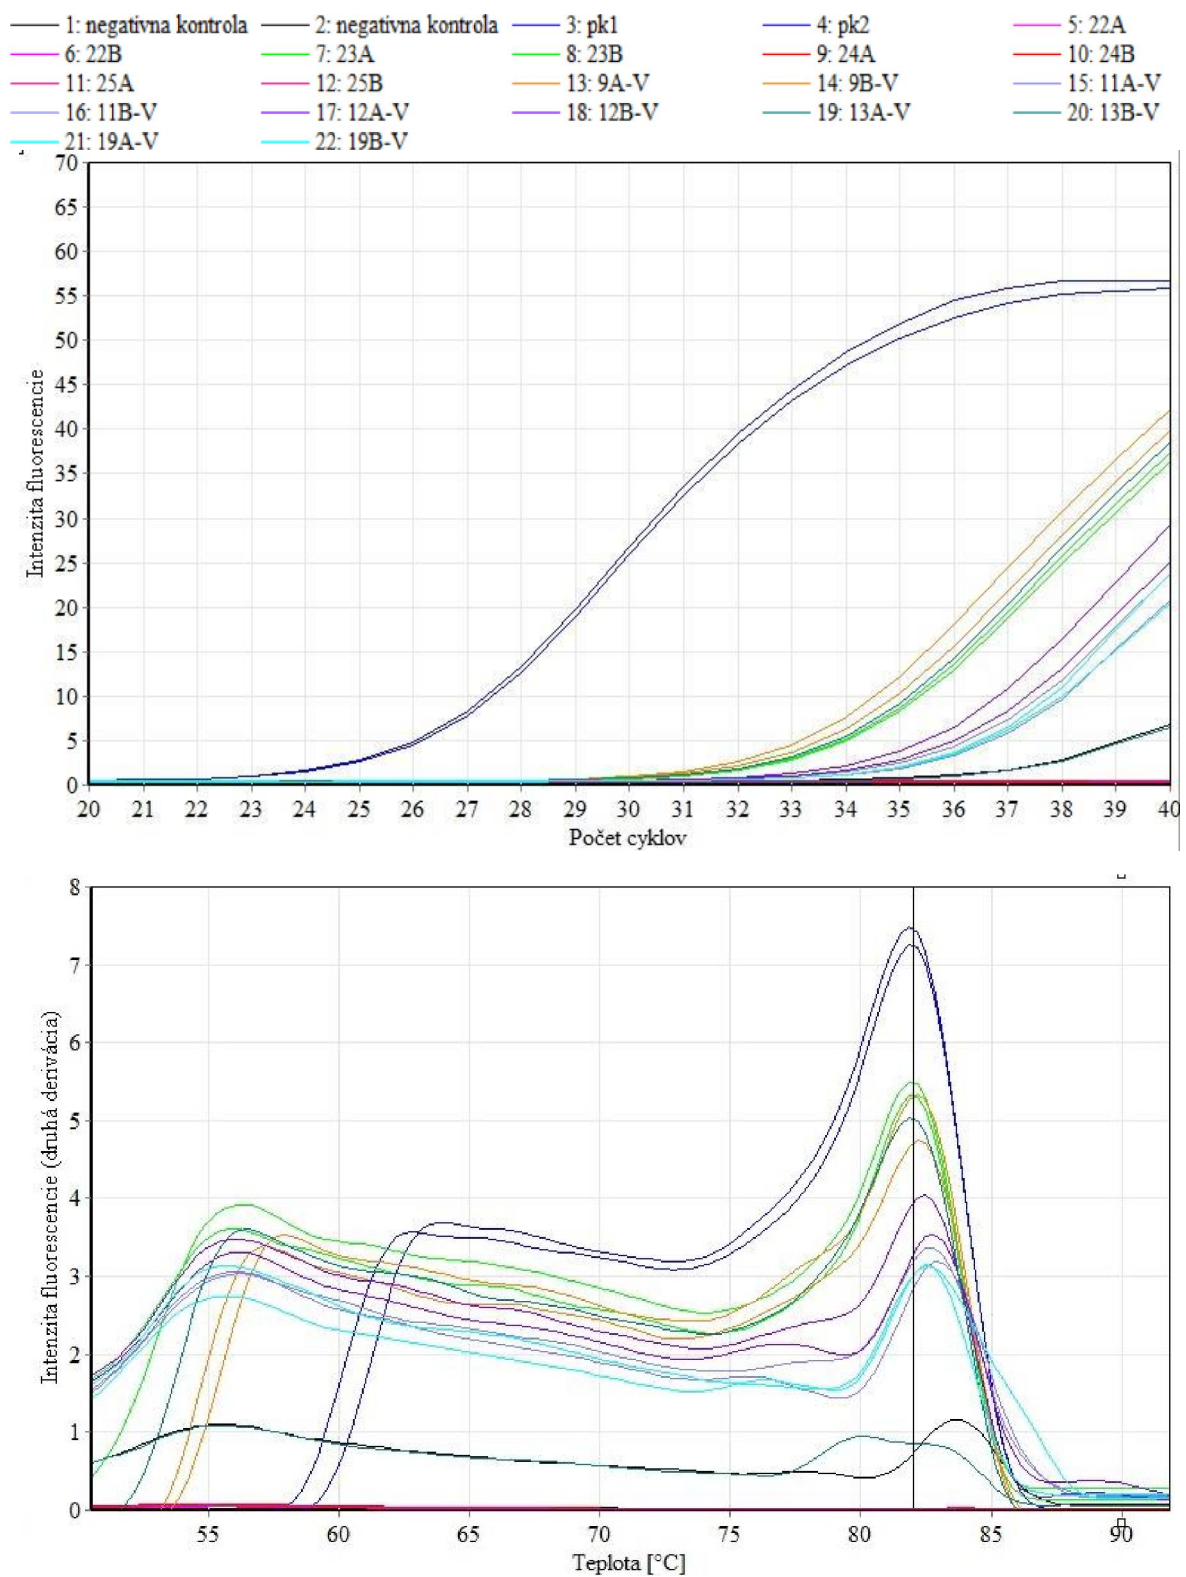 1: negativna kontrola 2: negativna kontrola 3: pk1 4: pk2 5: 22A
6: 22B 7: 23A 8: 23B 9: 24A 10: 24B
11: 25A 12: 25B 13: 9A-V 14: 9B-V 15: 11A-V
16: 11B-V 17: 12A-V 18: 12B-V 19: 13A-V 20: 13B-V
21: 19A-V 22: 19B-V
70
65
60
55
50
45
40
35
30
25
20
15
10
5
0
Intenzita fluorescencie
20 21 22 23 24 25 26 27 28 29 30 31 32 33 34 35 36 37 38 39 40
Počet cyklov
8
7
6
5
4
3
2
1
0
Intenzita fluorescencie (druhá derivácia)
55 60 65 70 75 80 85 90
Teplota [°C]